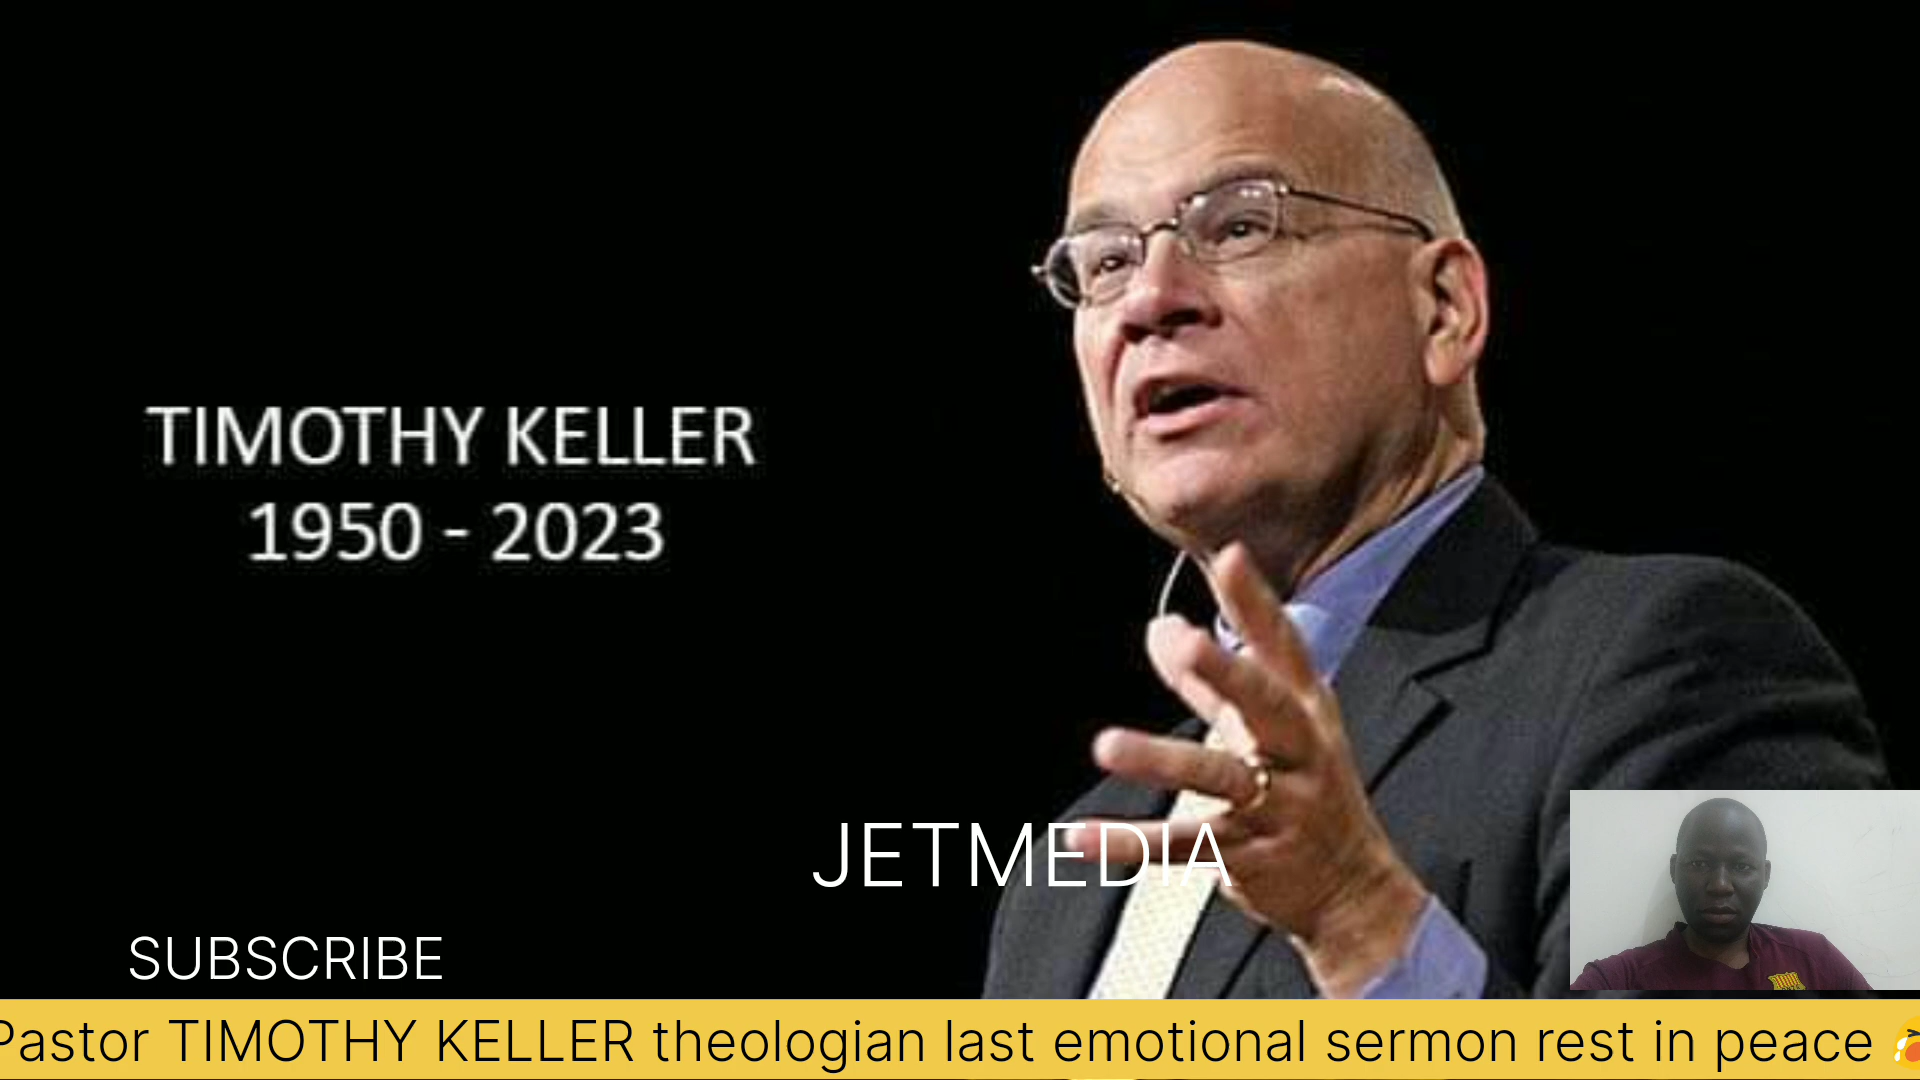 TIMOTHY KELLER
1950 - 2023
JETMEDIA
SUBSCRIBE
Pastor TIMOTHY KELLER theologian last emotional sermon rest in peace 🤣